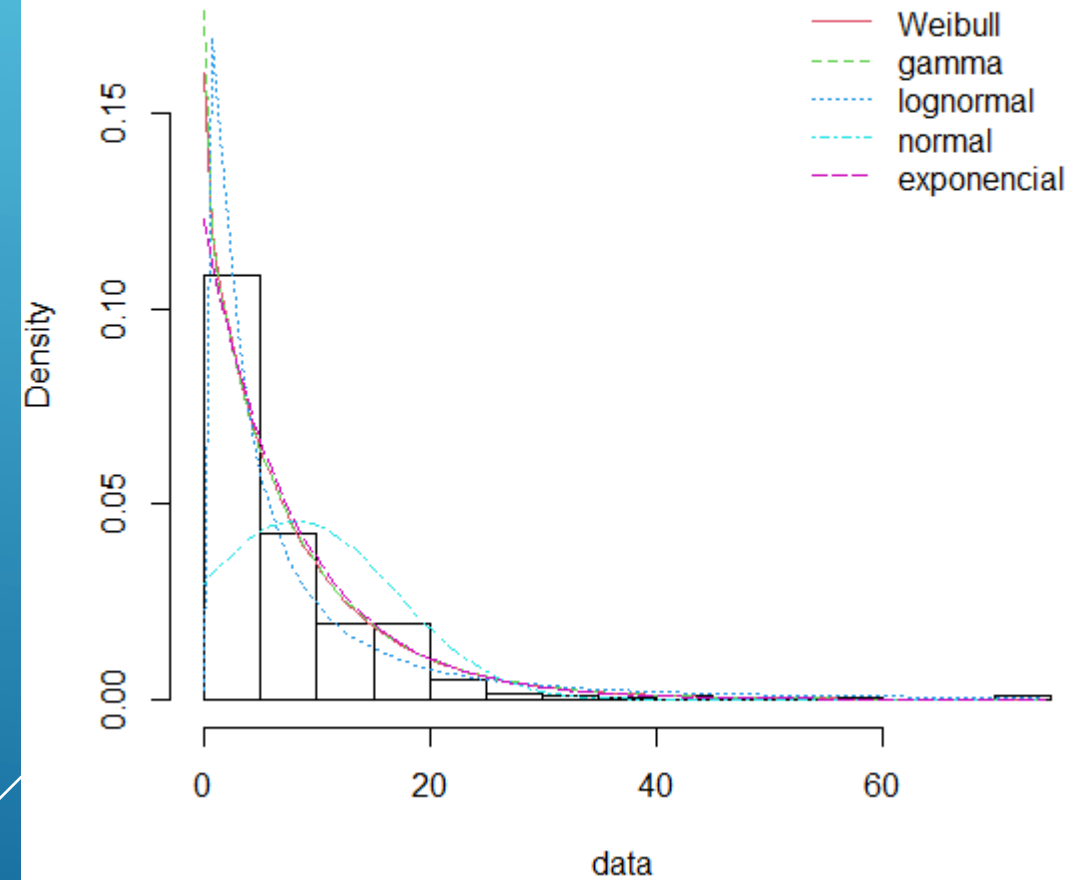 Weibull
gamma
lognormal
normal
exponencial
0.15
0.10
0.05
0.00
Density
0 20 40 60
data